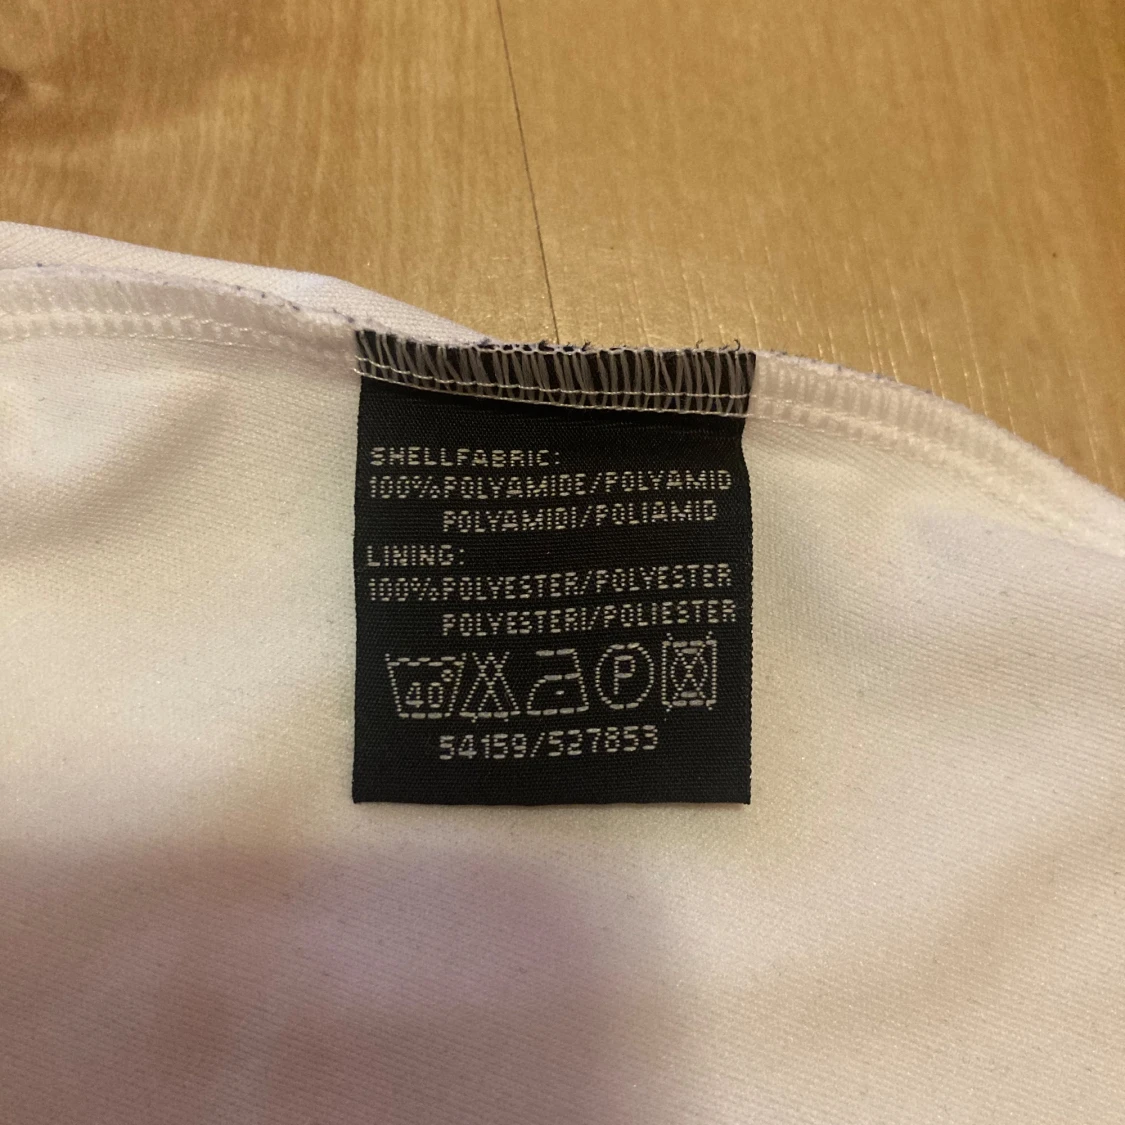 SHELLFABRIC:
100%POLYAMIDE/POLYAMID
POLYAMIDI/POLIAMID
LINING:
100%POLYESTER/POLYESTER
POLYESTERI/POLIESTER
40° P
54159/527853